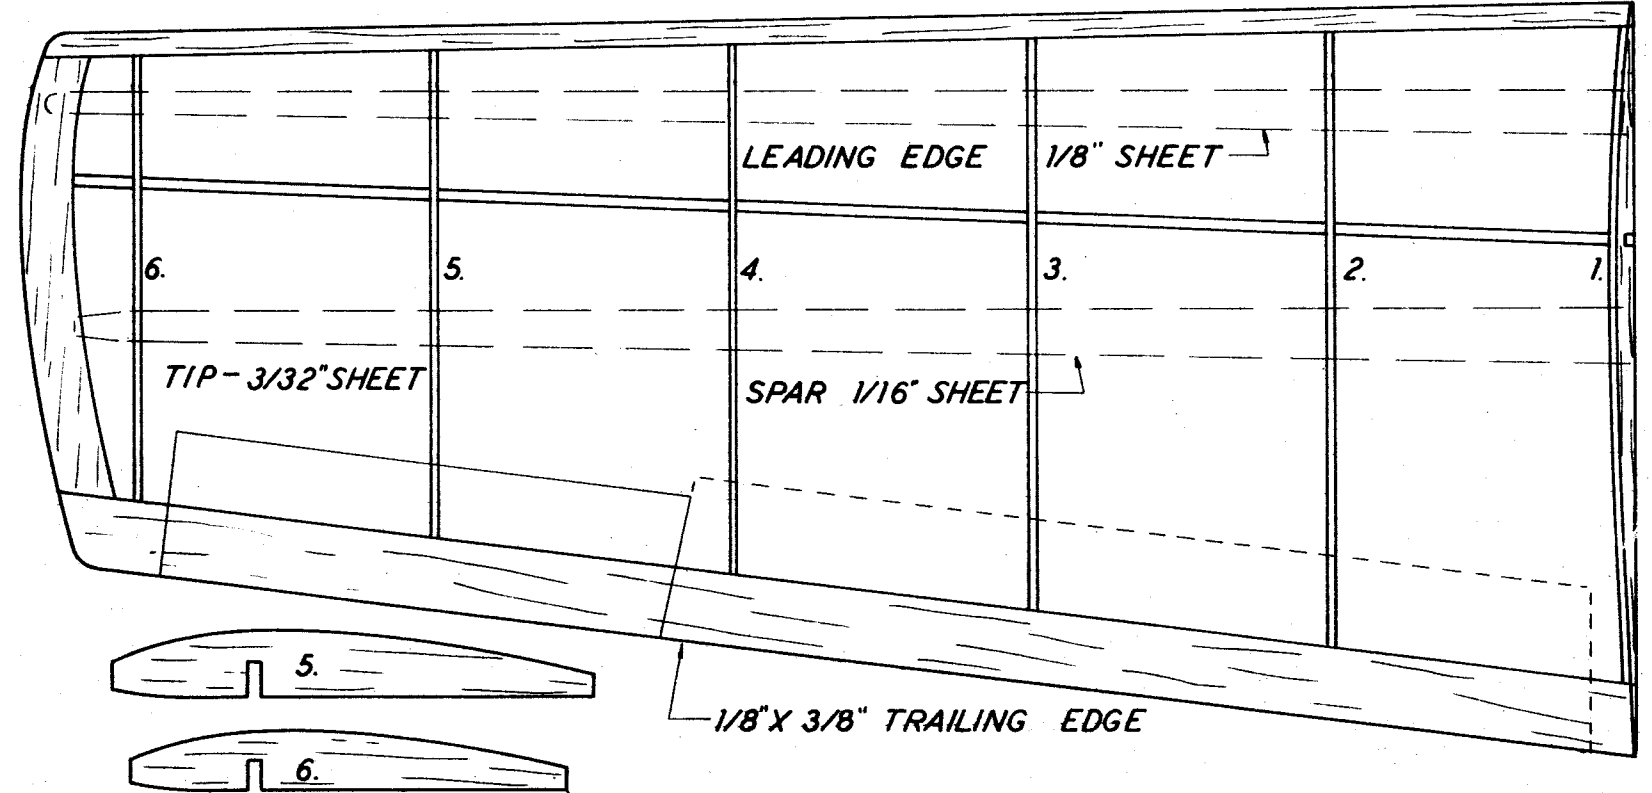 LEADING EDGE 1/8" SHEET
6. 5. 4. 3. 2. 1.
TIP - 3/32" SHEET
SPAR 1/16" SHEET
5.
1/8" X 3/8" TRAILING EDGE
6.